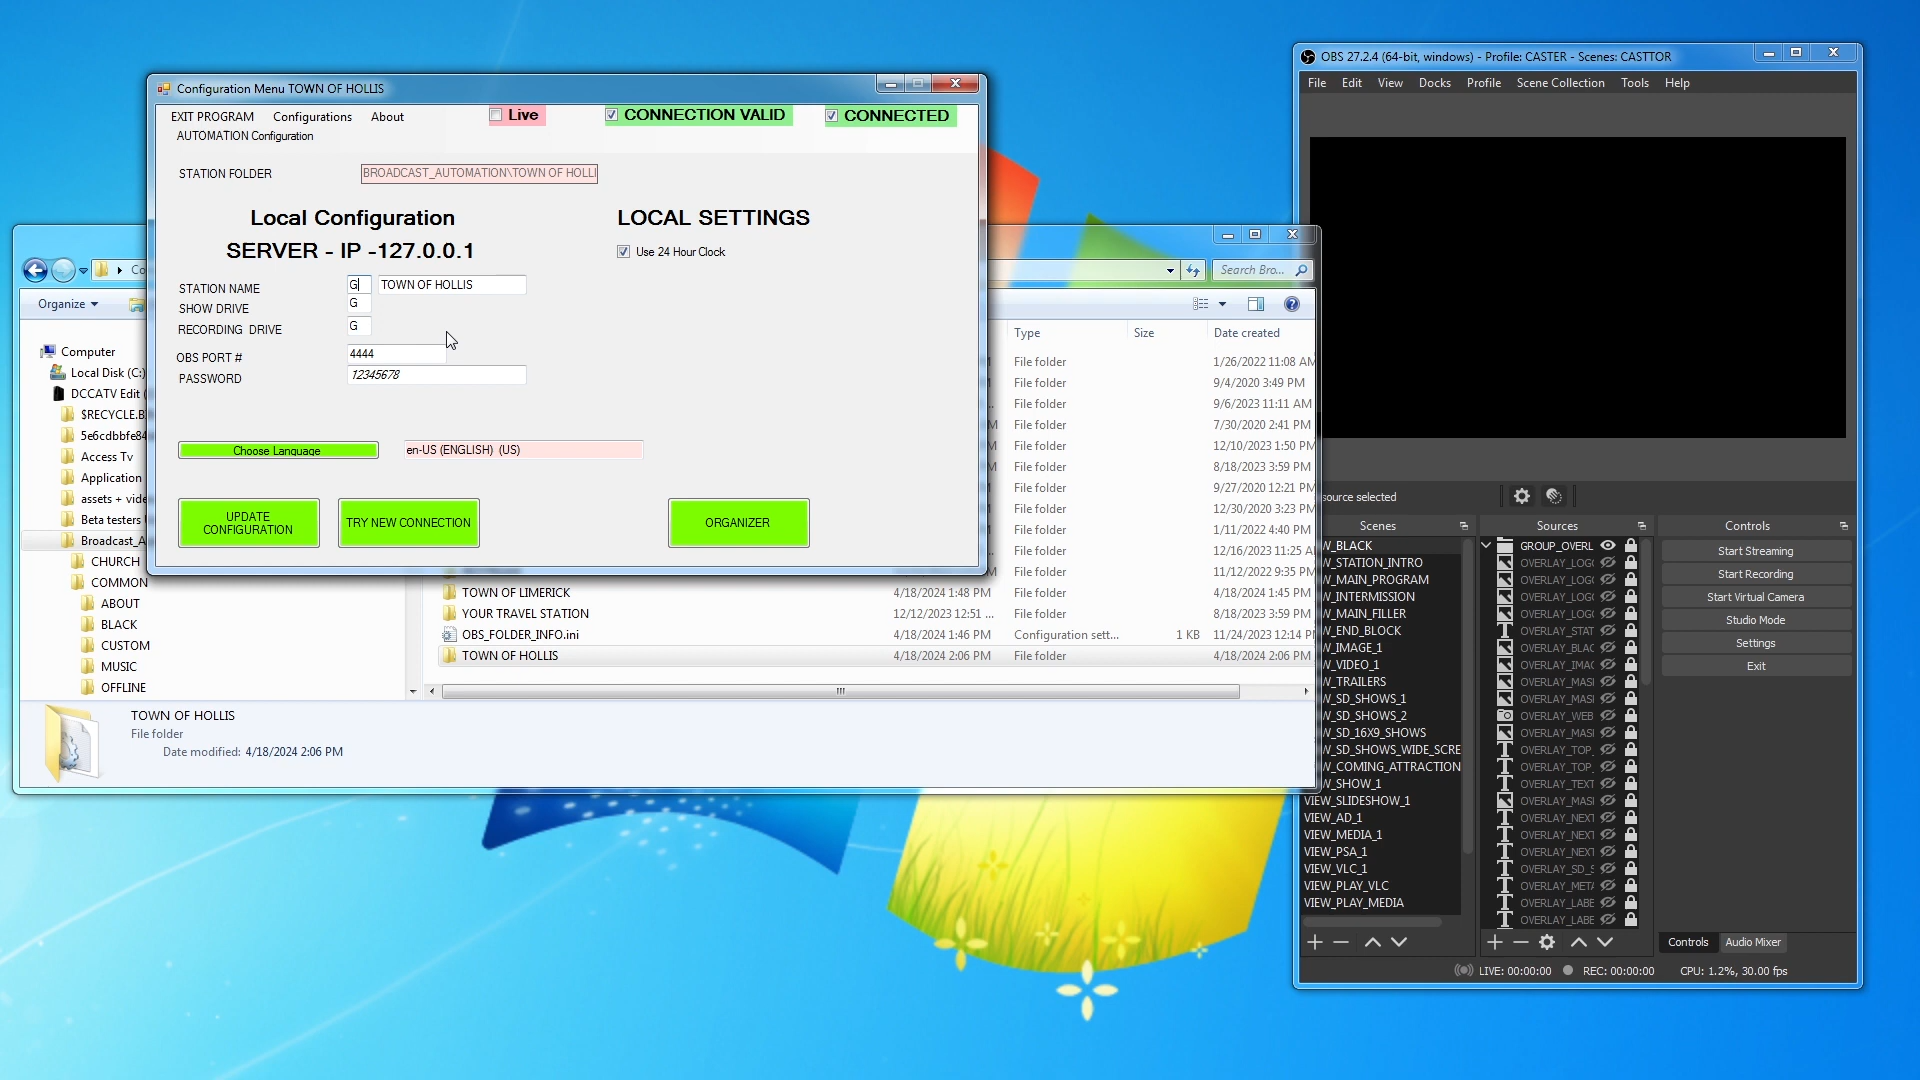 Configuration Menu TOWN OF HOLLIS
EXIT PROGRAM Configurations About
Live
CONNECTION VALID
CONNECTED
AUTOMATION Configuration
STATION FOLDER
BROADCAST_AUTOMATION\TOWN OF HOLLI
Local Configuration
SERVER - IP -127.0.0.1
LOCAL SETTINGS
Use 24 Hour Clock
STATION NAME G TOWN OF HOLLIS
SHOW DRIVE G
RECORDING DRIVE G
OBS PORT # 4444
PASSWORD 12345678
Choose Language en-US (ENGLISH) (US)
UPDATE
CONFIGURATION
TRY NEW CONNECTION
ORGANIZER
Co
Search Bro...
Organize
Type Size Date created
Computer
Local Disk (C:)
DCCATV Edit (
$RECYCLE.B
5e6cdbbfe84
Access Tv
Application
assets + vide
Beta testers
Broadcast_A
CHURCH
COMMON
ABOUT
BLACK
CUSTOM
MUSIC
OFFLINE
File folder 1/26/2022 11:08 AM
File folder 9/4/2020 3:49 PM
File folder 9/6/2023 11:11 AM
File folder 7/30/2020 2:41 PM
File folder 12/10/2023 1:50 PM
File folder 8/18/2023 3:59 PM
File folder 9/27/2020 12:21 PM
File folder 12/30/2020 3:23 PM
File folder 1/11/2022 4:40 PM
File folder 12/16/2023 11:25 A
File folder 11/12/2022 9:35 PM
TOWN OF LIMERICK 4/18/2024 1:48 PM File folder 4/18/2024 1:45 PM
YOUR TRAVEL STATION 12/12/2023 12:51 ... File folder 8/18/2023 3:59 PM
OBS_FOLDER_INFO.ini 4/18/2024 1:46 PM Configuration sett... 1 KB 11/24/2023 12:14 P
TOWN OF HOLLIS 4/18/2024 2:06 PM File folder 4/18/2024 2:06 PM
TOWN OF HOLLIS
File folder
Date modified: 4/18/2024 2:06 PM
OBS 27.2.4 (64-bit, windows) - Profile: CASTER - Scenes: CASTTOR
File Edit View Docks Profile Scene Collection Tools Help
source selected
Scenes
W_BLACK
W_STATION_INTRO
W_MAIN_PROGRAM
W_INTERMISSION
W_MAIN_FILLER
W_END_BLOCK
W_IMAGE_1
W_VIDEO_1
W_TRAILERS
W_SD_SHOWS_1
W_SD_SHOWS_2
W_SD_16X9_SHOWS
W_SD_SHOWS_WIDE_SCRE
W_COMING_ATTRACTION
W_SHOW_1
VIEW_SLIDESHOW_1
VIEW_AD_1
VIEW_MEDIA_1
VIEW_PSA_1
VIEW_VLC_1
VIEW_PLAY_VLC
VIEW_PLAY_MEDIA
Sources
GROUP_OVERL
OVERLAY_LOGO
OVERLAY_LOGO
OVERLAY_LOGO
OVERLAY_LOGO
OVERLAY_STAT
OVERLAY_BLAC
OVERLAY_IMAG
OVERLAY_MASK
OVERLAY_MASK
OVERLAY_WEB
OVERLAY_MASK
OVERLAY_TOP_
OVERLAY_TOP_
OVERLAY_TEXT
OVERLAY_MASK
OVERLAY_NEXT
OVERLAY_NEXT
OVERLAY_NEXT
OVERLAY_SD_S
OVERLAY_META
OVERLAY_LABE
OVERLAY_LABE
Controls
Start Streaming
Start Recording
Start Virtual Camera
Studio Mode
Settings
Exit
Controls Audio Mixer
LIVE: 00:00:00 REC: 00:00:00 CPU: 1.2%, 30.00 fps